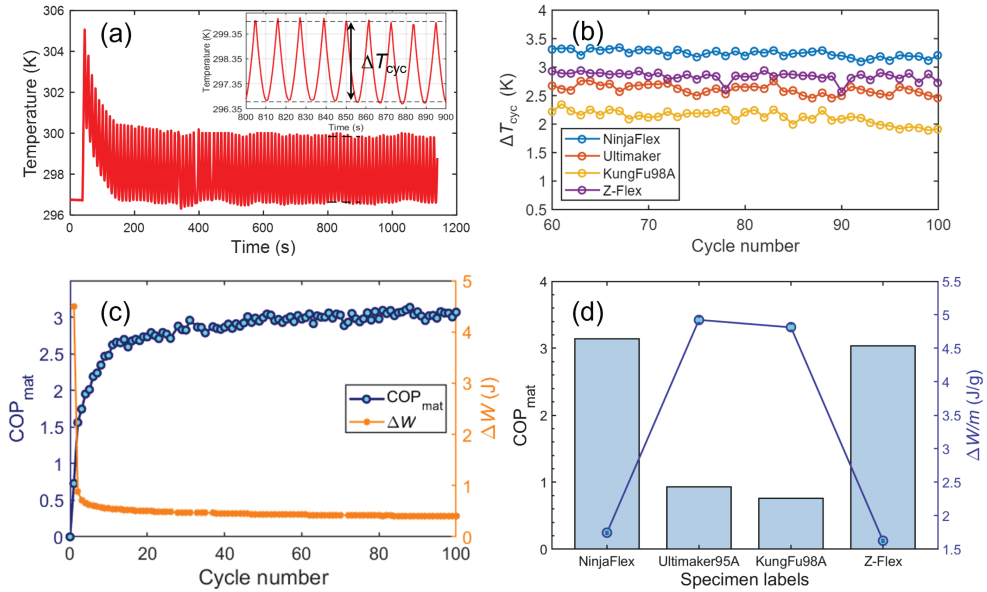 (a)
306
304
302
300
298
296
Temperature (K)
0
200
400
600
800
1000
1200
Time (s)
299.35
298.35
297.35
296.35
Temperature (K)
800
810
820
830
840
850
860
870
880
890
900
Time (s)
ΔTcyc
(b)
4
3.5
3
2.5
2
1.5
1
0.5
ΔTcyc (K)
60
70
80
90
100
Cycle number
NinjaFlex
Ultimaker
KungFu98A
Z-Flex
(c)
3
2.5
2
1.5
1
0.5
0
COPmat
5
4
3
2
1
0
ΔW (J)
0
20
40
60
80
100
Cycle number
COPmat
ΔW
(d)
4
3
2
1
0
COPmat
5.5
5
4.5
4
3.5
3
2.5
2
1.5
ΔW/m (J/g)
NinjaFlex
Ultimaker95A
KungFu98A
Z-Flex
Specimen labels